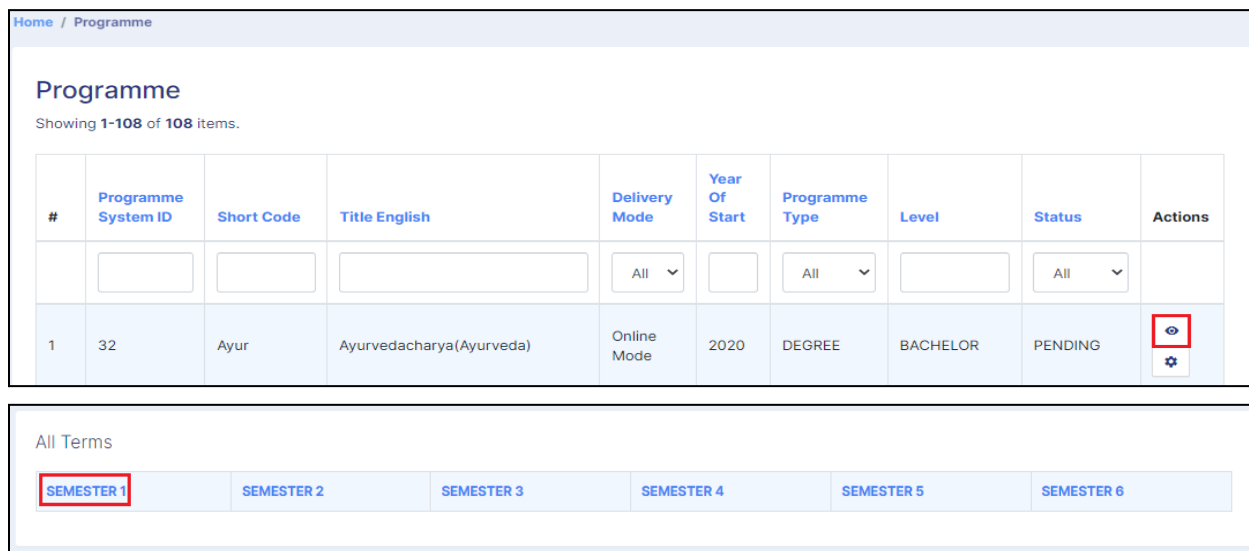 Home / Programme
Programme
Showing 1-108 of 108 items.
# Programme System ID Short Code Title English Delivery Mode Year Of Start Programme Type Level Status Actions
All All All
1 32 Ayur Ayurvedacharya(Ayurveda) Online Mode 2020 DEGREE BACHELOR PENDING
All Terms
SEMESTER 1 SEMESTER 2 SEMESTER 3 SEMESTER 4 SEMESTER 5 SEMESTER 6